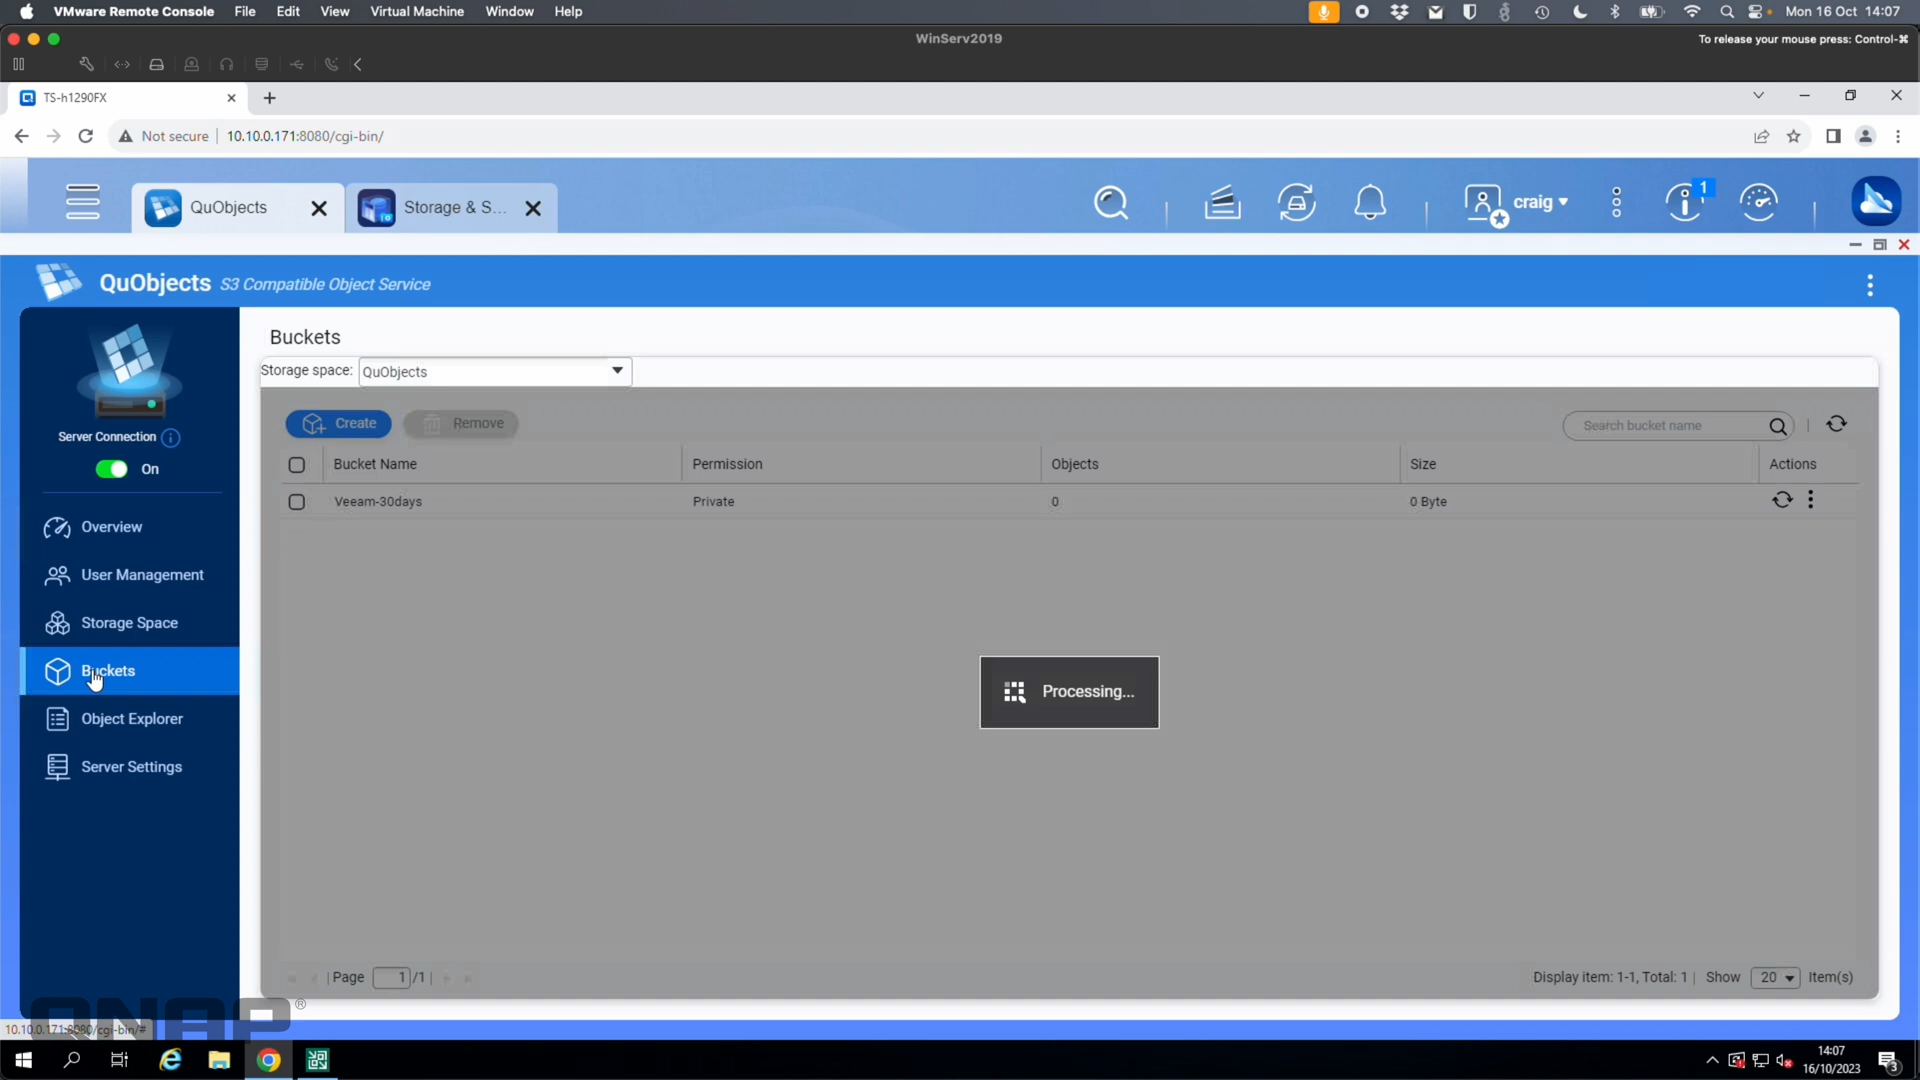 VMware Remote Console File Edit View Virtual Machine Window Help Mon 16 Oct 14:07
WinServ2019
To release your mouse press: Control-⌘
TS-h1290FX
Not secure 10.10.0.171:8080/cgi-bin/
QuObjects
Storage & S...
craig
1
QuObjects S3 Compatible Object Service
Server Connection
On
Overview
User Management
Storage Space
Buckets
Object Explorer
Server Settings
Buckets
Storage space: QuObjects
Create
Remove
Search bucket name
Bucket Name Permission Objects Size Actions
Veeam-30days Private 0 0 Byte
Processing...
Page 1 /1
Display item: 1-1, Total: 1 Show 20 Item(s)
QNAP®
10.10.0.171:8080/cgi-bin/#
14:07
16/10/2023
3